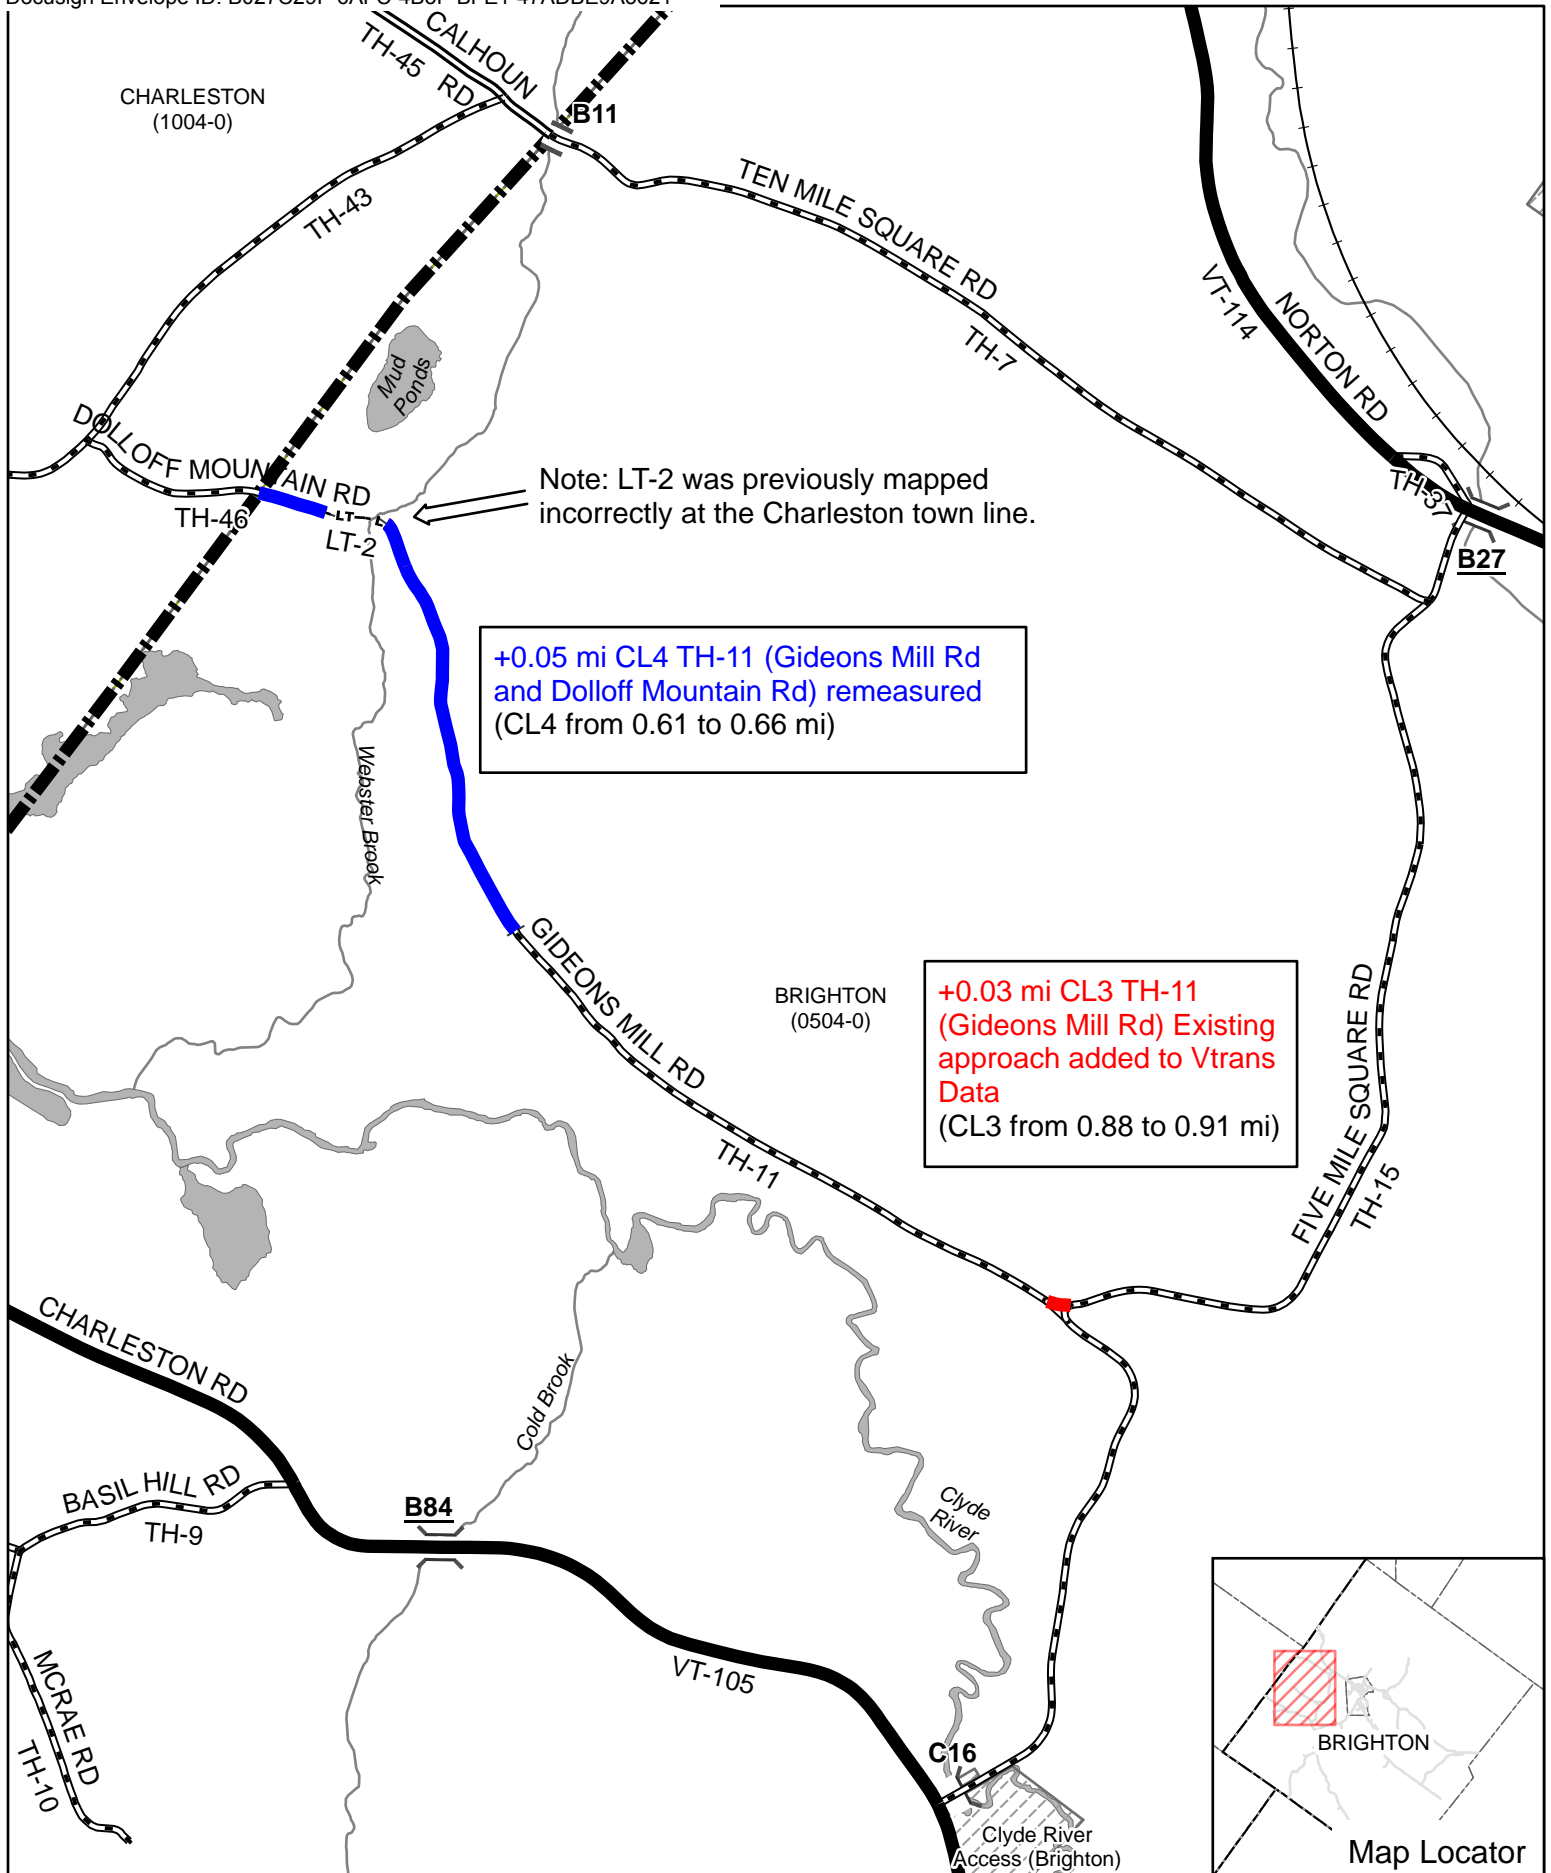 CALHOUN RD
TH-45
CHARLESTON
(1004-0)
B11
TH-43
TEN MILE SQUARE RD
TH-7
VT-114
NORTON RD
Mud
Ponds
DOLLOFF MOUNTAIN RD
TH-46
LT
L
LT-2
Note: LT-2 was previously mapped
incorrectly at the Charleston town line.
TH-37
B27
+0.05 mi CL4 TH-11 (Gideons Mill Rd
and Dolloff Mountain Rd) remeasured
(CL4 from 0.61 to 0.66 mi)
Webster Brook
GIDEONS MILL RD
BRIGHTON
(0504-0)
+0.03 mi CL3 TH-11
(Gideons Mill Rd) Existing
approach added to Vtrans
Data
(CL3 from 0.88 to 0.91 mi)
FIVE MILE SQUARE RD
TH-15
TH-11
CHARLESTON RD
Cold Brook
BASIL HILL RD
TH-9
B84
Clyde
River
MCRAE RD
TH-10
VT-105
C16
Clyde River
Access (Brighton)
BRIGHTON
Map Locator